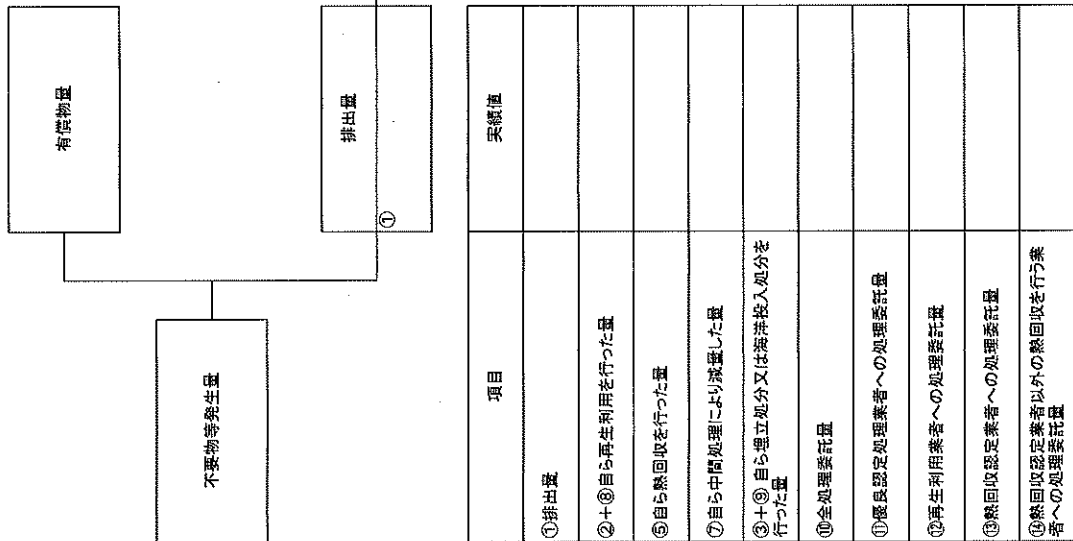 有償物量
不要物等発生量
排出量
①
項目
実績値
①排出量
②+⑧自ら再生利用を行った量
⑤自ら熱回収を行った量
⑦自ら中間処理により減量した量
③+⑨ 自ら埋立処分又は海洋投入処分を
行った量
⑩全処理委託量
⑪優良認定処理業者への処理委託量
⑫再生利用業者への処理委託量
⑬熱回収認定業者への処理委託量
⑭熱回収認定業者以外の熱回収を行う業
者への処理委託量